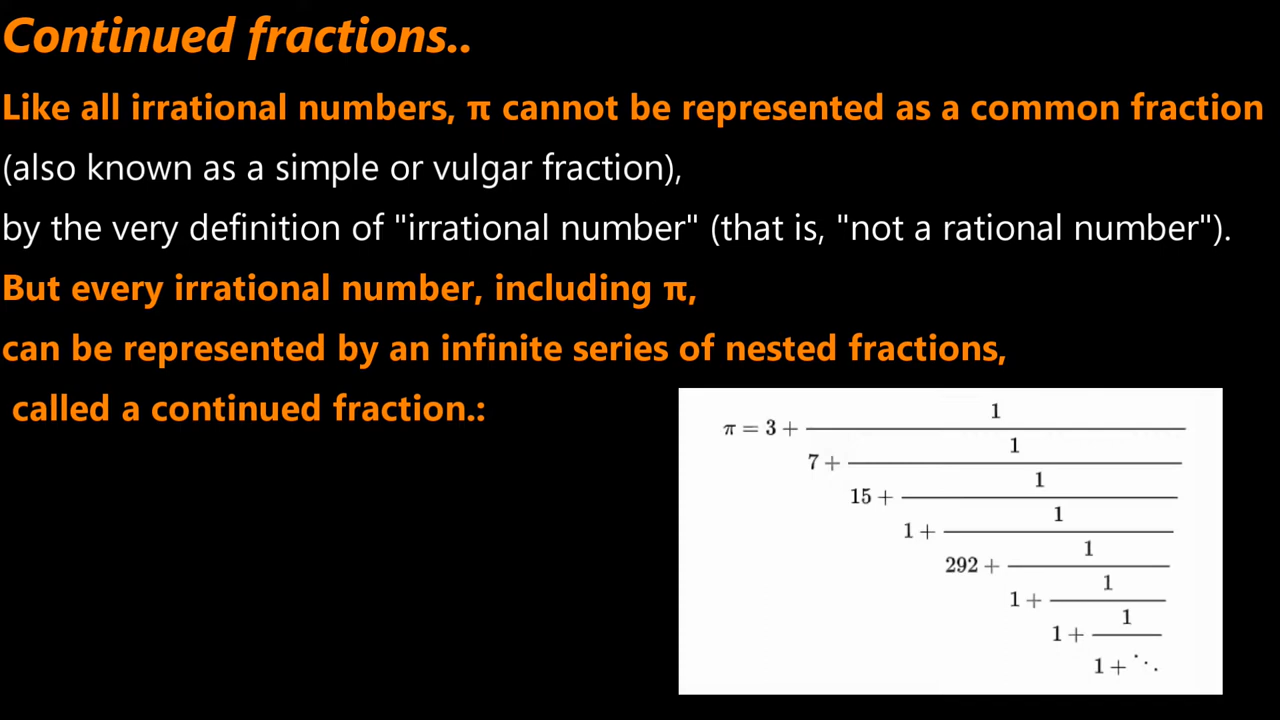 Continued fractions..
Like all irrational numbers, π cannot be represented as a common fraction
(also known as a simple or vulgar fraction),
by the very definition of "irrational number" (that is, "not a rational number").
But every irrational number, including π,
can be represented by an infinite series of nested fractions,
called a continued fraction.:
1
π = 3 +
1
7 +
1
15 +
1
1 +
1
292 +
1
1 +
1
1 +
1 + ⋱